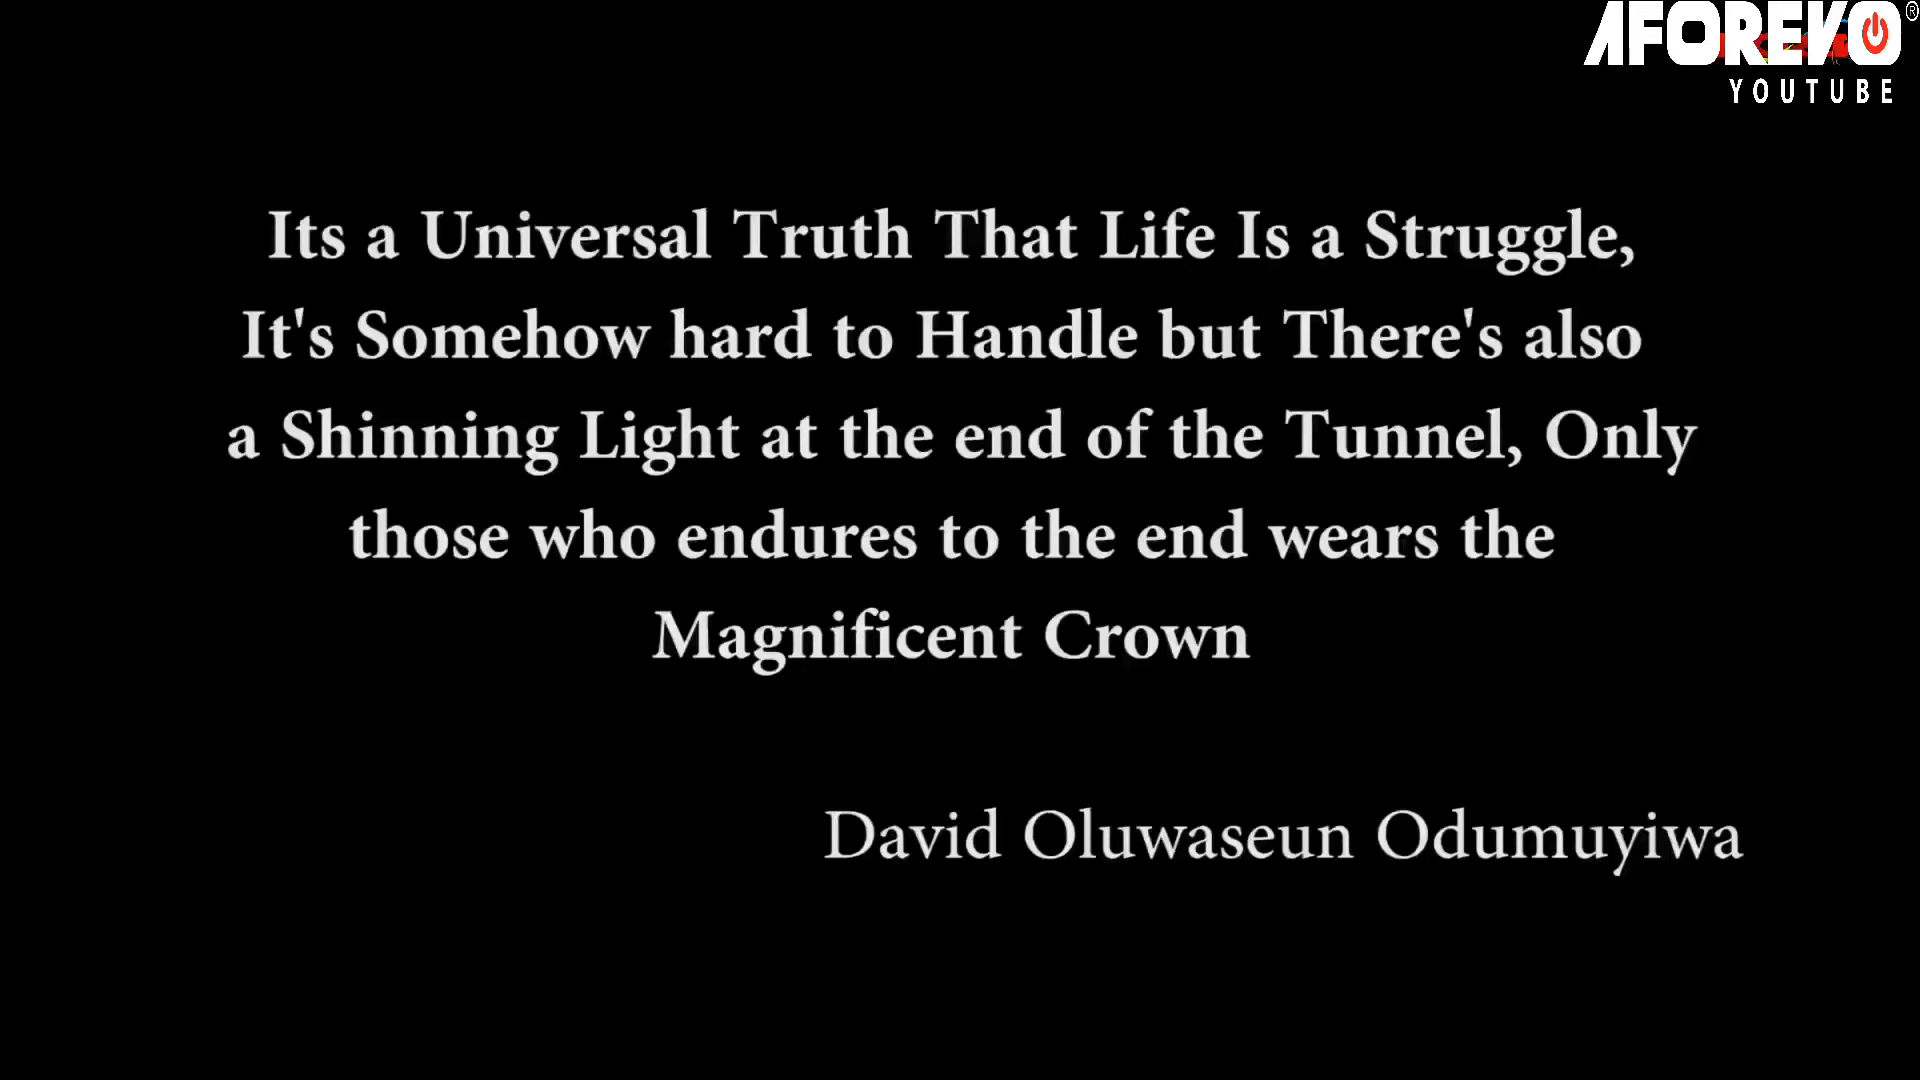 AFOREVO®
YOUTUBE
Its a Universal Truth That Life Is a Struggle,
It's Somehow hard to Handle but There's also
a Shinning Light at the end of the Tunnel, Only
those who endures to the end wears the
Magnificent Crown
David Oluwaseun Odumuyiwa